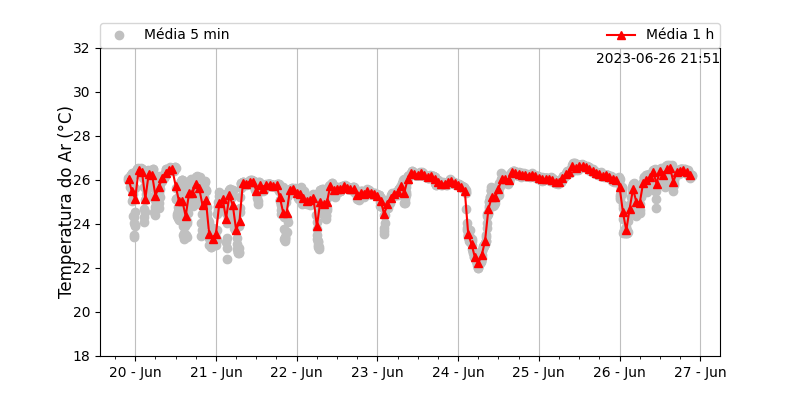 Média 5 min
Média 1 h
2023-06-26 21:51
Temperatura do Ar (°C)
32
30
28
26
24
22
20
18
20 - Jun
21 - Jun
22 - Jun
23 - Jun
24 - Jun
25 - Jun
26 - Jun
27 - Jun